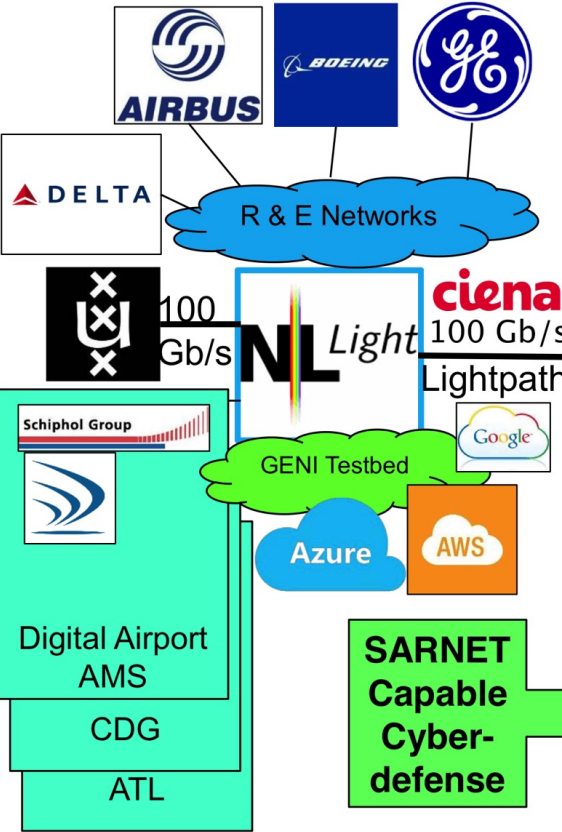 AIRBUS
BOEING
GE
DELTA
R & E Networks
U
100
Gb/s
NL Light
ciena
100 Gb/s
Lightpath
Schiphol Group
Google
GENI Testbed
Azure
AWS
Digital Airport
AMS
CDG
ATL
SARNET
Capable
Cyber-
defense